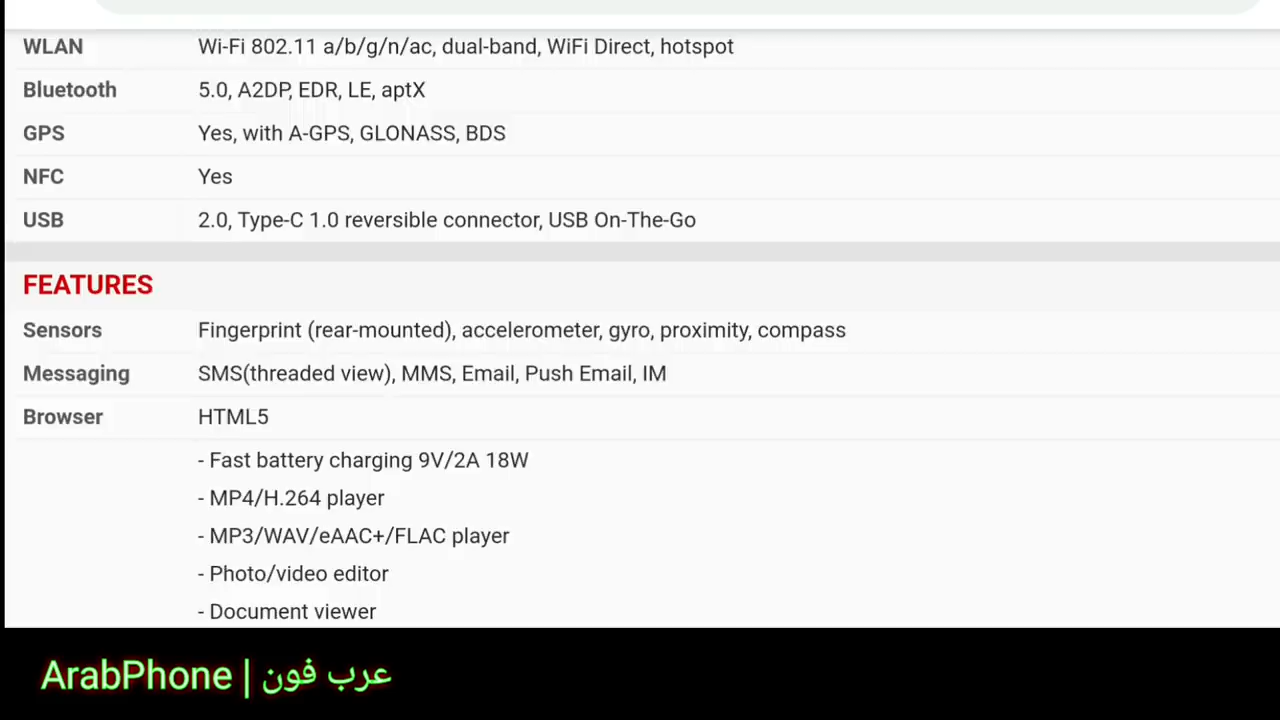 WLAN Wi-Fi 802.11 a/b/g/n/ac, dual-band, WiFi Direct, hotspot
Bluetooth 5.0, A2DP, EDR, LE, aptX
GPS Yes, with A-GPS, GLONASS, BDS
NFC Yes
USB 2.0, Type-C 1.0 reversible connector, USB On-The-Go
FEATURES
Sensors Fingerprint (rear-mounted), accelerometer, gyro, proximity, compass
Messaging SMS(threaded view), MMS, Email, Push Email, IM
Browser HTML5
- Fast battery charging 9V/2A 18W
- MP4/H.264 player
- MP3/WAV/eAAC+/FLAC player
- Photo/video editor
- Document viewer
ArabPhone | عرب فون